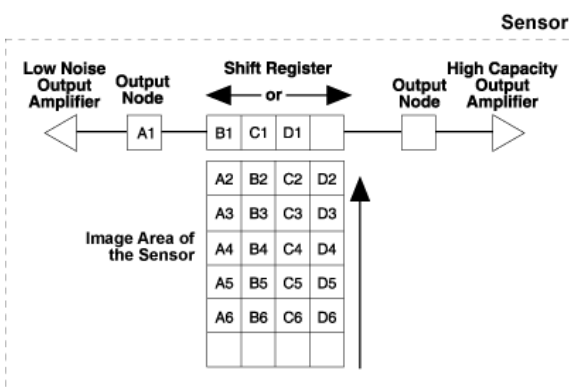 Sensor
Low Noise
Output
Amplifier
Output
Node
Shift Register
or
Output
Node
High Capacity
Output
Amplifier
A1
B1 C1 D1
A2 B2 C2 D2
A3 B3 C3 D3
Image Area of
the Sensor
A4 B4 C4 D4
A5 B5 C5 D5
A6 B6 C6 D6